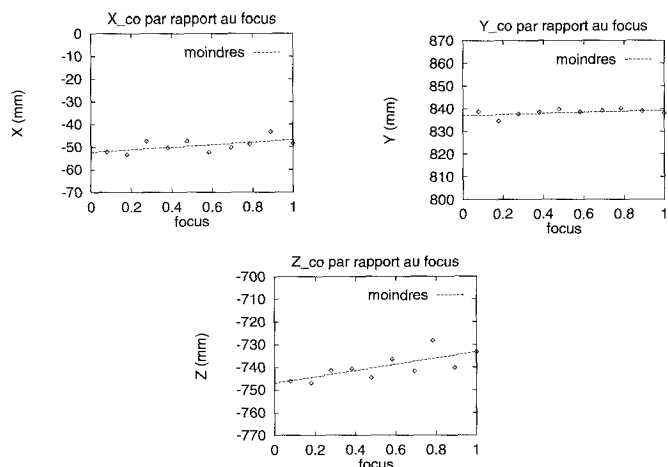 X_co par rapport au focus
0
-10
-20
-30
-40
-50
-60
-70
X (mm)
moindres
0 0.2 0.4 0.6 0.8 1
focus
Y_co par rapport au focus
870
860
850
840
830
820
810
800
Y (mm)
moindres
0 0.2 0.4 0.6 0.8 1
focus
Z_co par rapport au focus
-700
-710
-720
-730
-740
-750
-760
-770
Z (mm)
moindres
0 0.2 0.4 0.6 0.8 1
focus